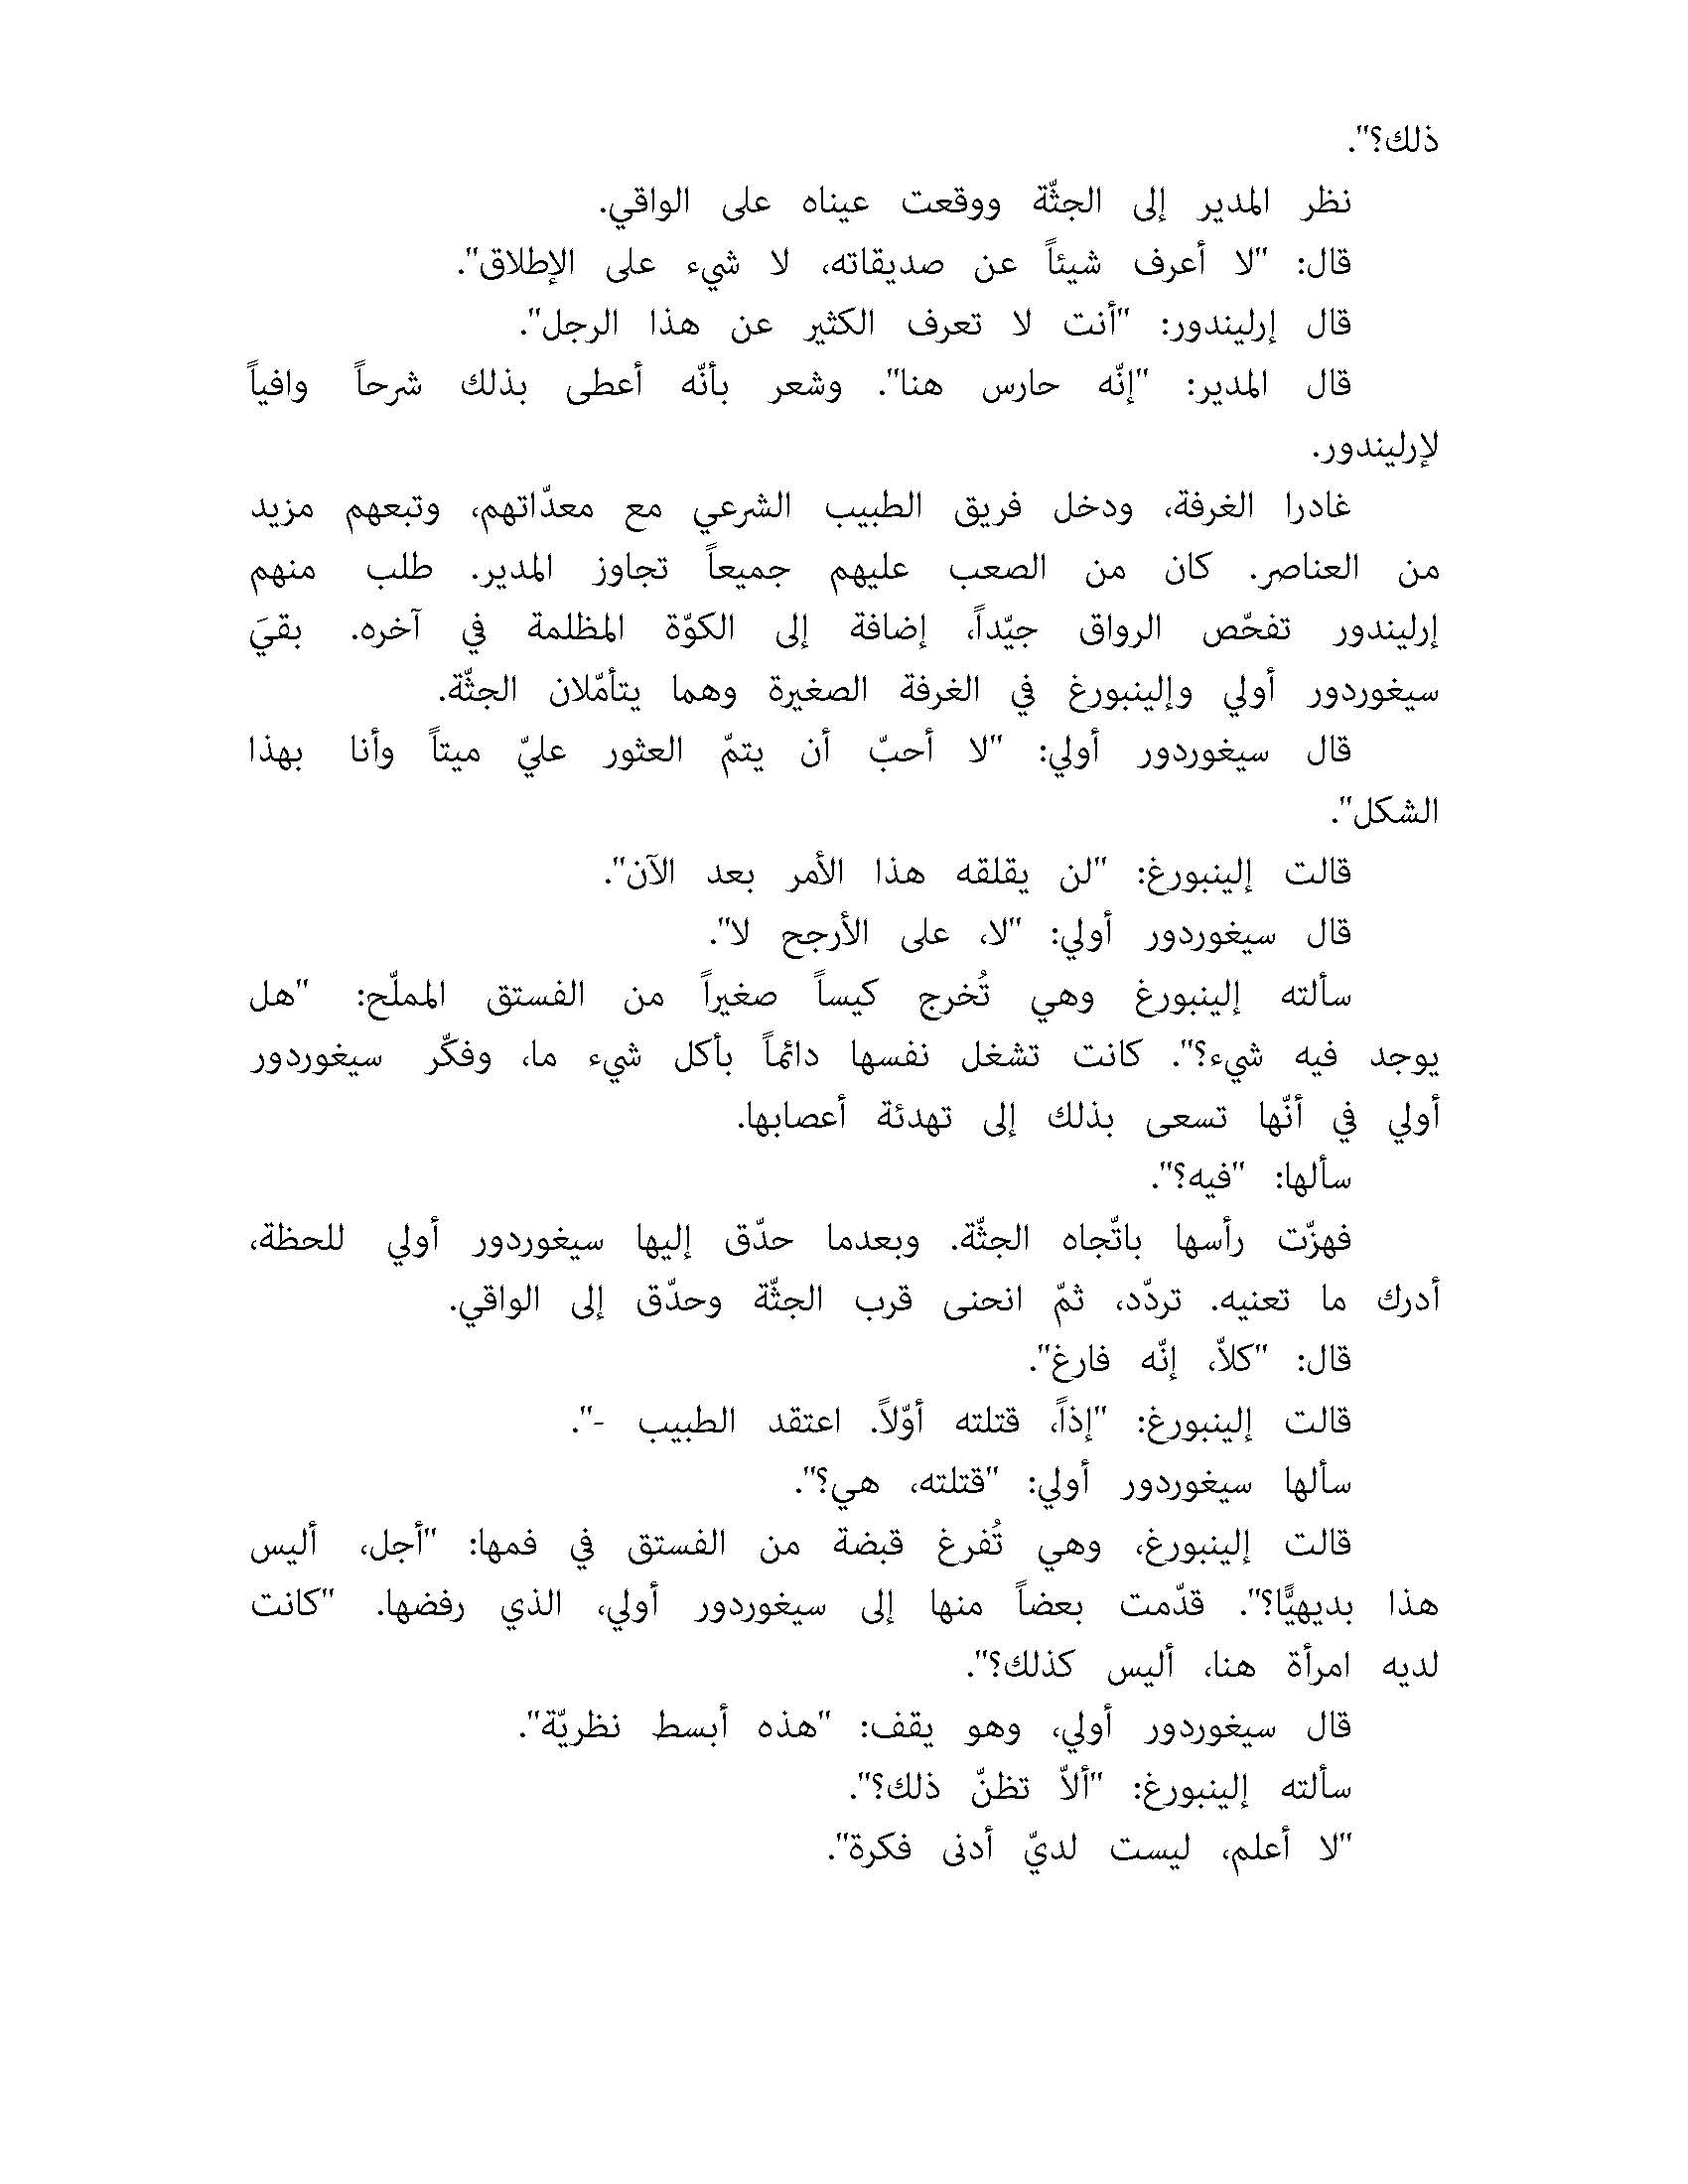 ذلك؟".
نظر المدير إلى الجثّة ووقعت عيناه على الواقي.
قال: "لا أعرف شيئاً عن صديقاته، لا شيء على الإطلاق".
قال إرليندور: "أنت لا تعرف الكثير عن هذا الرجل".
قال المدير: "إنّه حارس هنا". وشعر بأنّه أعطى بذلك شرحاً وافياً
لإرليندور.
غادرا الغرفة، ودخل فريق الطبيب الشرعي مع معدّاتهم، وتبعهم مزيد
من العناصر. كان من الصعب عليهم جميعاً تجاوز المدير. طلب منهم
إرليندور تفحّص الرواق جيّداً، إضافة إلى الكوّة المظلمة في آخره. بقيَ
سيغوردور أولي وإلينبورغ في الغرفة الصغيرة وهما يتأمّلان الجثّة.
قال سيغوردور أولي: "لا أحبّ أن يتمّ العثور عليّ ميتاً وأنا بهذا
الشكل".
قالت إلينبورغ: "لن يقلقه هذا الأمر بعد الآن".
قال سيغوردور أولي: "لا، على الأرجح لا".
سألته إلينبورغ وهي تُخرج كيساً صغيراً من الفستق المملّح: "هل
يوجد فيه شيء؟". كانت تشغل نفسها دائماً بأكل شيء ما، وفكّر سيغوردور
أولي في أنّها تسعى بذلك إلى تهدئة أعصابها.
سألها: "فيه؟".
فهزّت رأسها باتّجاه الجثّة. وبعدما حدّق إليها سيغوردور أولي للحظة،
أدرك ما تعنيه. تردّد، ثمّ انحنى قرب الجثّة وحدّق إلى الواقي.
قال: "كلاّ، إنّه فارغ".
قالت إلينبورغ: "إذاً، قتلته أوّلاً. اعتقد الطبيب -".
سألها سيغوردور أولي: "قتلته، هي؟".
قالت إلينبورغ، وهي تُفرغ قبضة من الفستق في فمها: "أجل، أليس
هذا بديهيًّا؟". قدّمت بعضاً منها إلى سيغوردور أولي، الذي رفضها. "كانت
لديه امرأة هنا، أليس كذلك؟".
قال سيغوردور أولي، وهو يقف: "هذه أبسط نظريّة".
سألته إلينبورغ: "ألاّ تظنّ ذلك؟".
"لا أعلم، ليست لديّ أدنى فكرة".